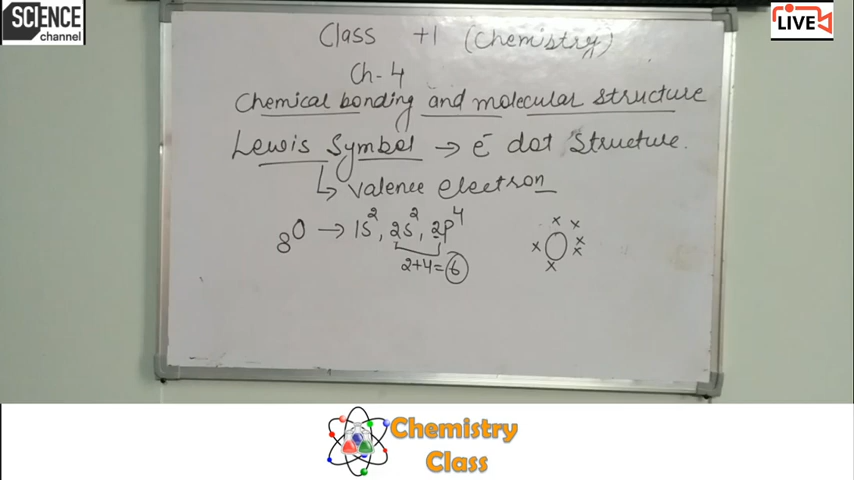 SCIENCE
channel
LIVE
Class +1 (Chemistry)
Ch-4
Chemical bonding and molecular structure
Lewis Symbol → e⁻ dot Structure.
↳ Valence electron
₈O → 1s², 2s², 2p⁴
2+4=6
x x
x O x
x
x
Chemistry
Class